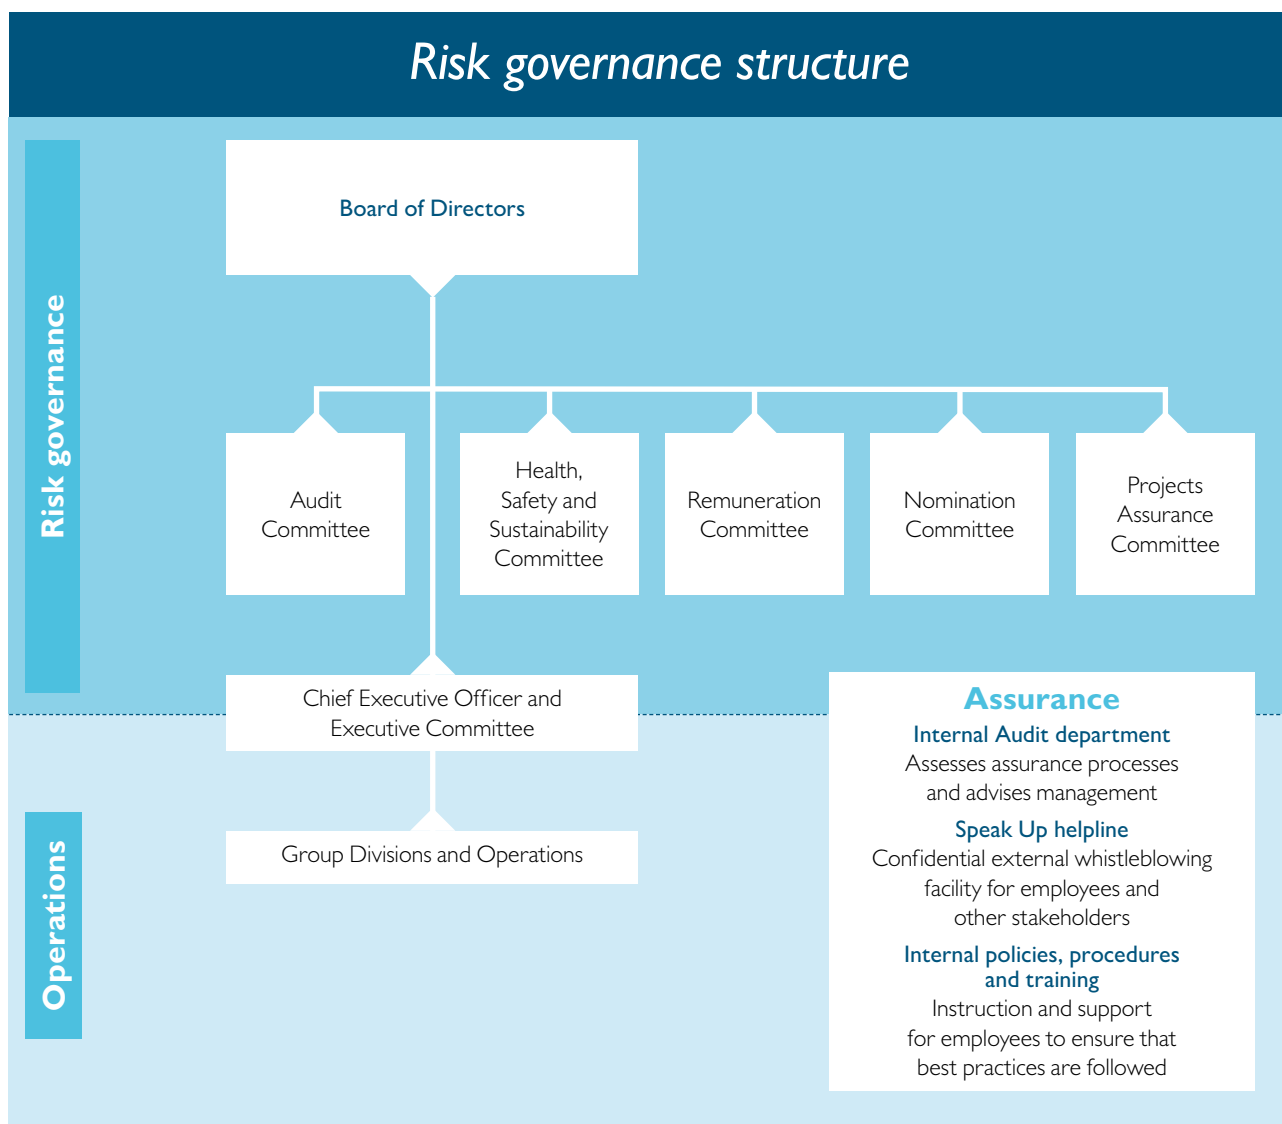 Risk governance structure
Risk governance
Board of Directors
Audit
Committee
Health,
Safety and
Sustainability
Committee
Remuneration
Committee
Nomination
Committee
Projects
Assurance
Committee
Chief Executive Officer and
Executive Committee
Operations
Group Divisions and Operations
Assurance
Internal Audit department
Assesses assurance processes
and advises management
Speak Up helpline
Confidential external whistleblowing
facility for employees and
other stakeholders
Internal policies, procedures
and training
Instruction and support
for employees to ensure that
best practices are followed